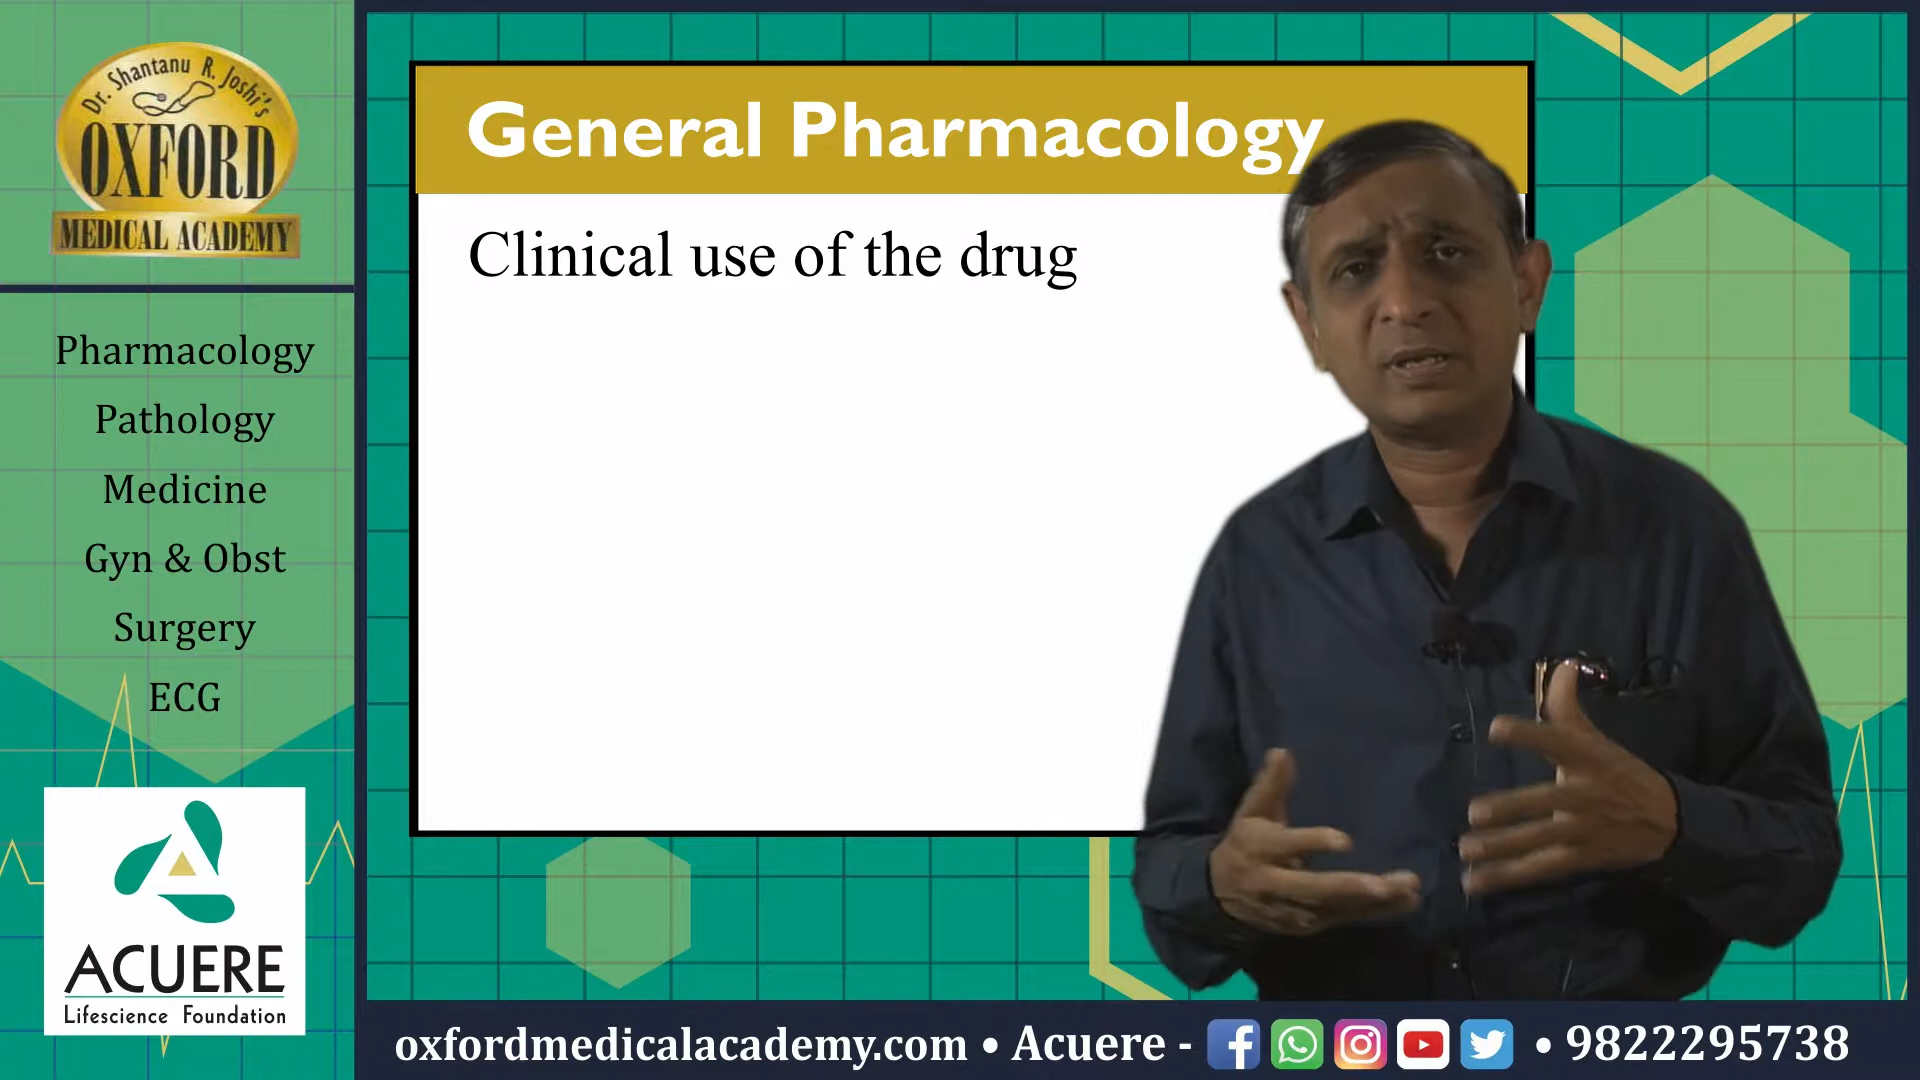 Dr. Shantanu R. Joshi's
OXFORD
MEDICAL ACADEMY
Pharmacology
Pathology
Medicine
Gyn & Obst
Surgery
ECG
ACUERE
Lifescience Foundation
General Pharmacology
Clinical use of the drug
oxfordmedicalacademy.com • Acuere - • 9822295738